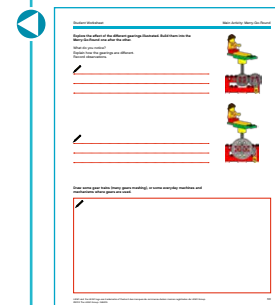 Student Worksheet
Main Activity: Merry-Go-Round
Explore the effect of the different gearings illustrated. Build them into the
Merry-Go-Round one after the other.
What do you notice?
Explain how the gearings are different.
Record observations.
Draw some gear trains (many gears meshing), or some everyday machines and
mechanisms where gears are used.